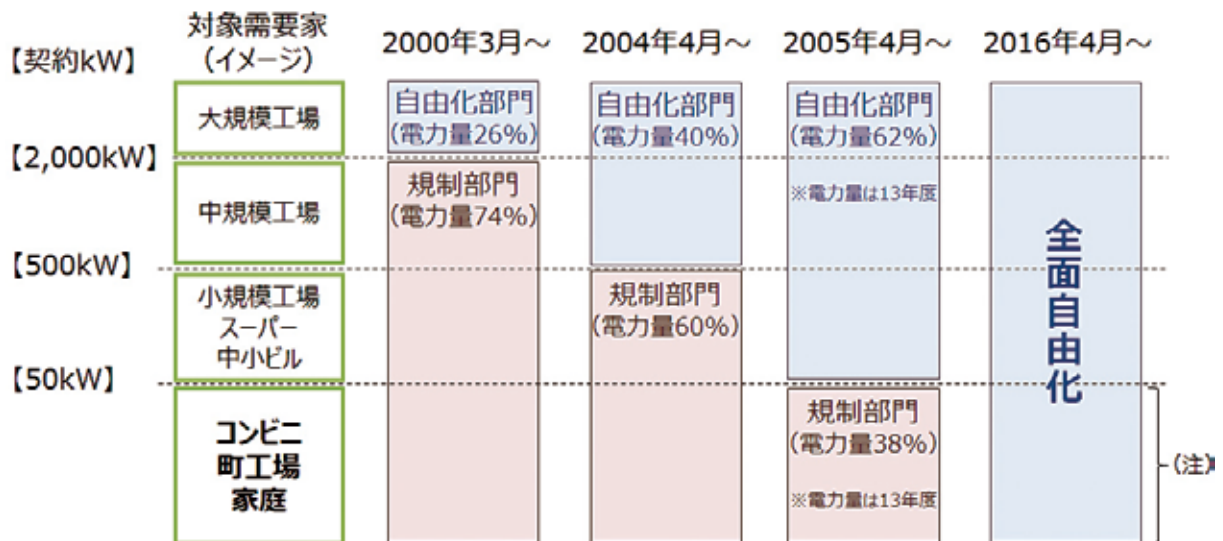 対象需要家
(イメージ)
【契約kW】
2000年3月～
2004年4月～
2005年4月～
2016年4月～
大規模工場
自由化部門
(電力量26%)
自由化部門
(電力量40%)
自由化部門
(電力量62%)
【2,000kW】
中規模工場
規制部門
(電力量74%)
※電力量は13年度
【500kW】
小規模工場
スーパー
中小ビル
規制部門
(電力量60%)
全面自由化
【50kW】
コンビニ
町工場
家庭
規制部門
(電力量38%)
※電力量は13年度
(注)